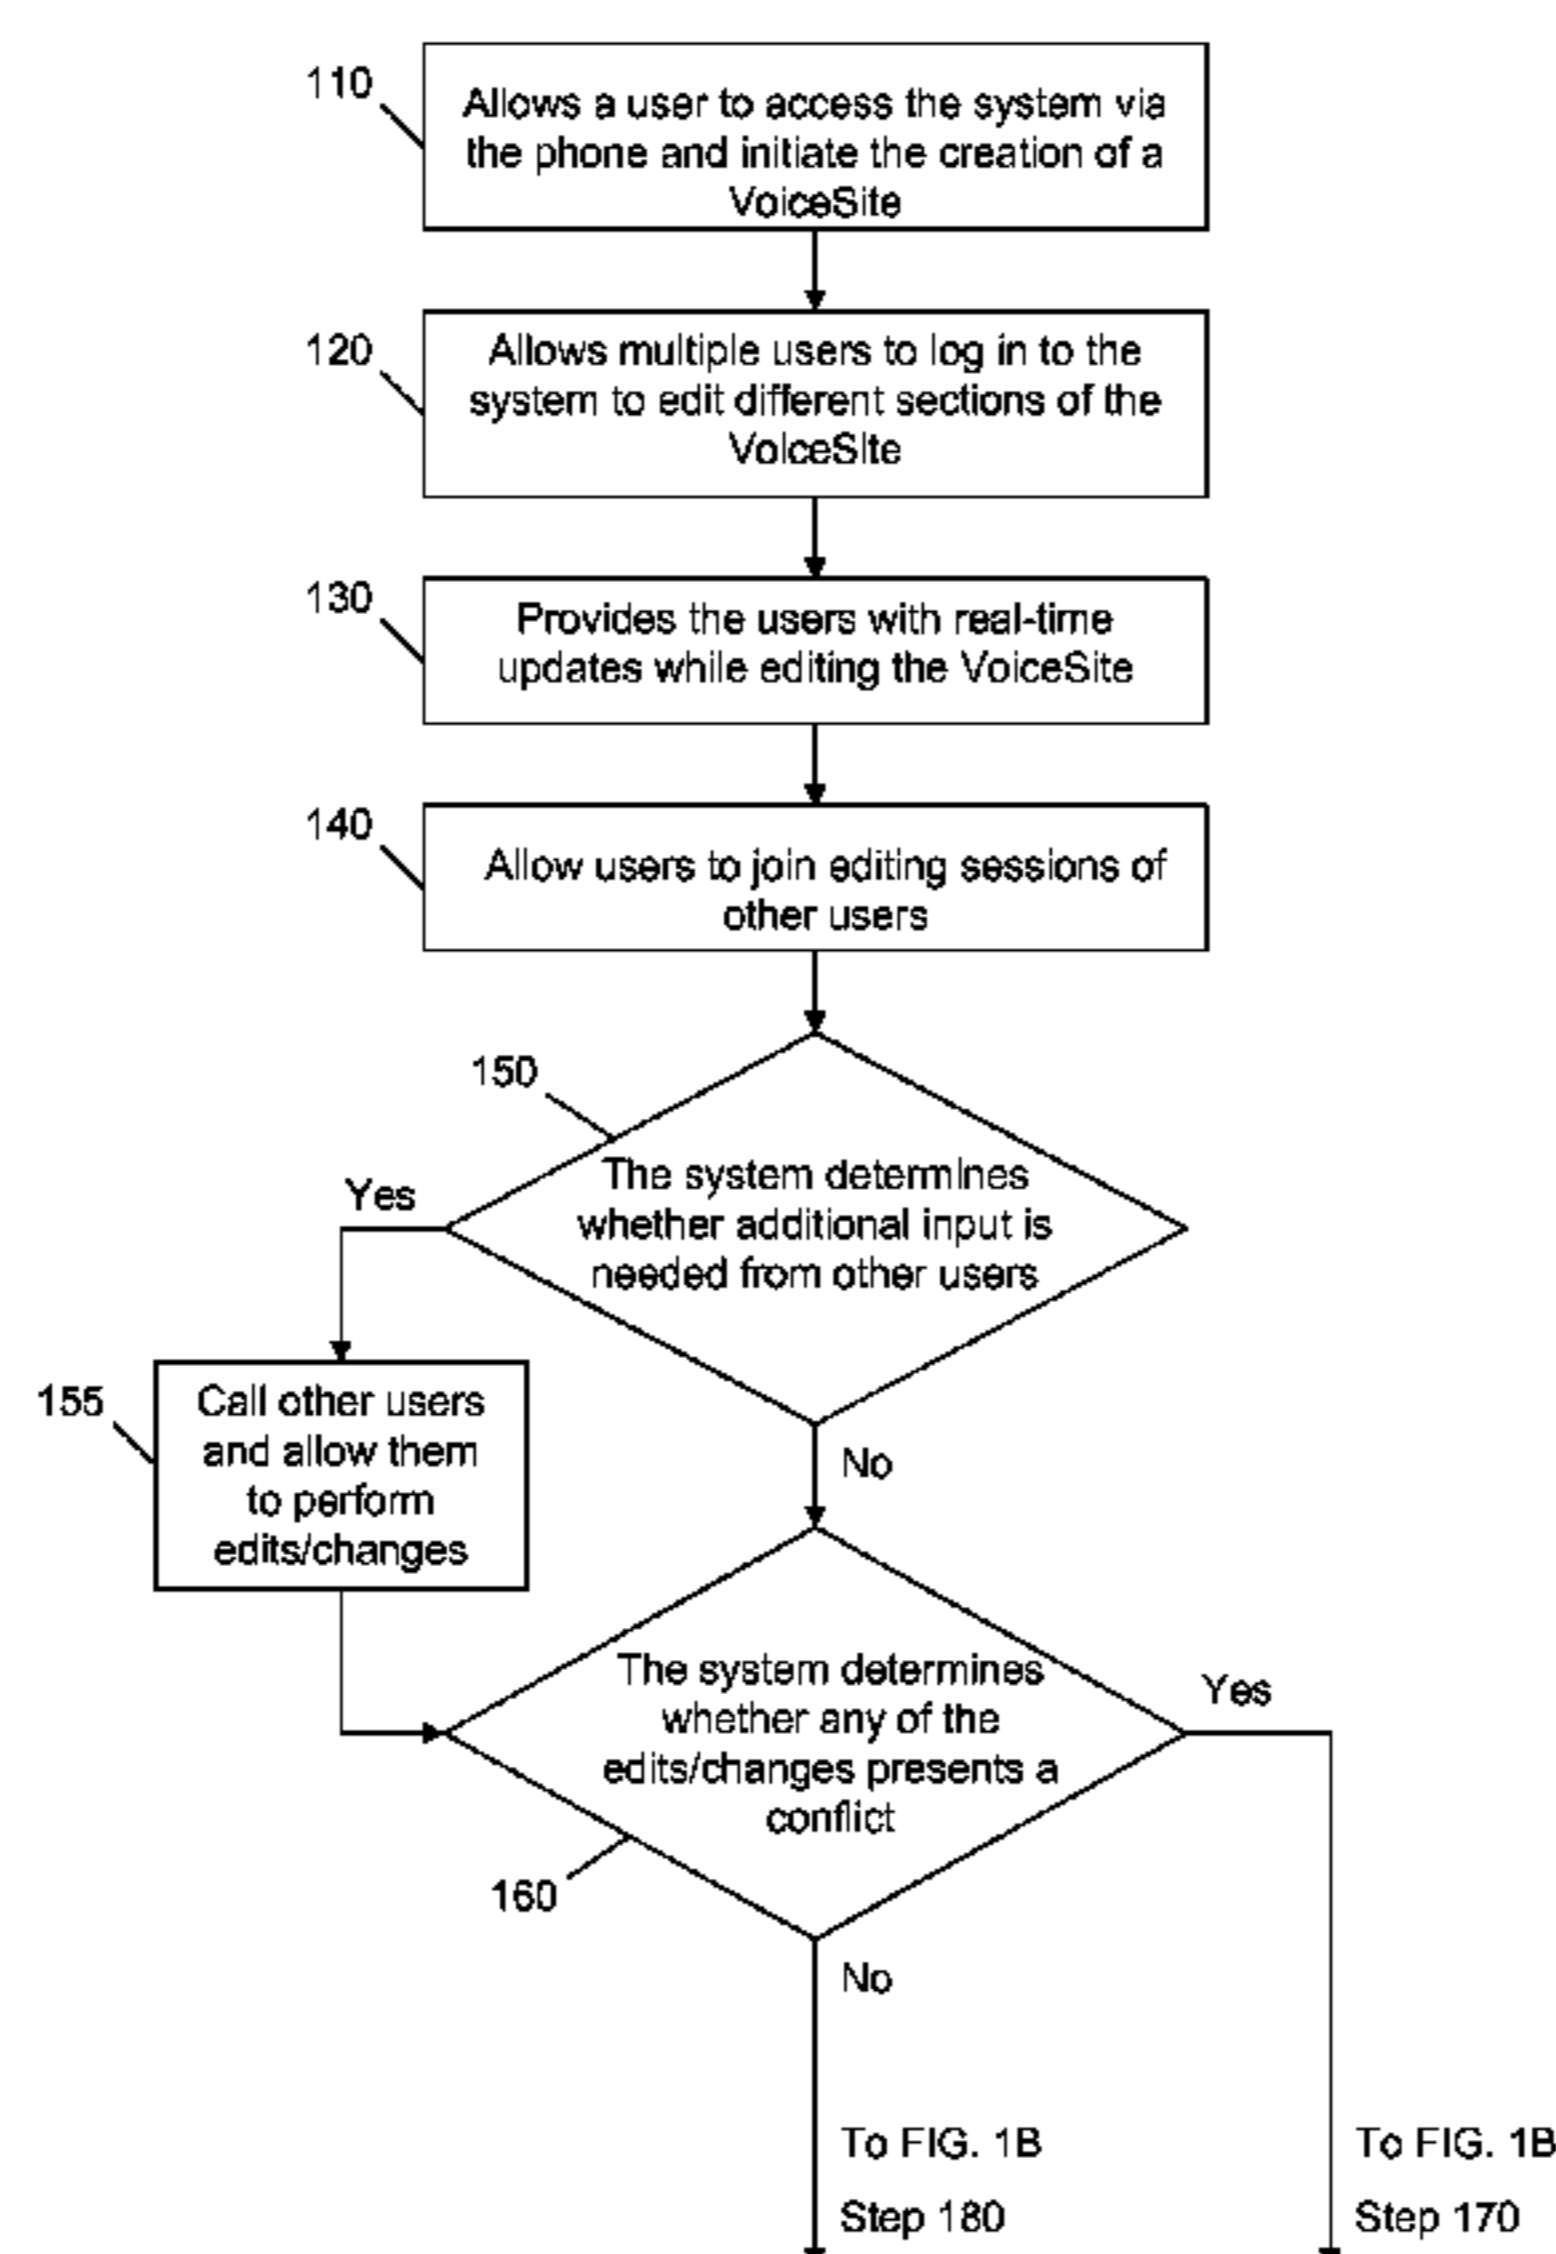 110
Allows a user to access the system via
the phone and initiate the creation of a
VoiceSite
120
Allows multiple users to log in to the
system to edit different sections of the
VoiceSite
130
Provides the users with real-time
updates while editing the VoiceSite
140
Allow users to join editing sessions of
other users
150
The system determines
whether additional input is
needed from other users
Yes
No
155
Call other users
and allow them
to perform
edits/changes
The system determines
whether any of the
edits/changes presents a
conflict
Yes
160
No
To FIG. 1B
Step 180
To FIG. 1B
Step 170